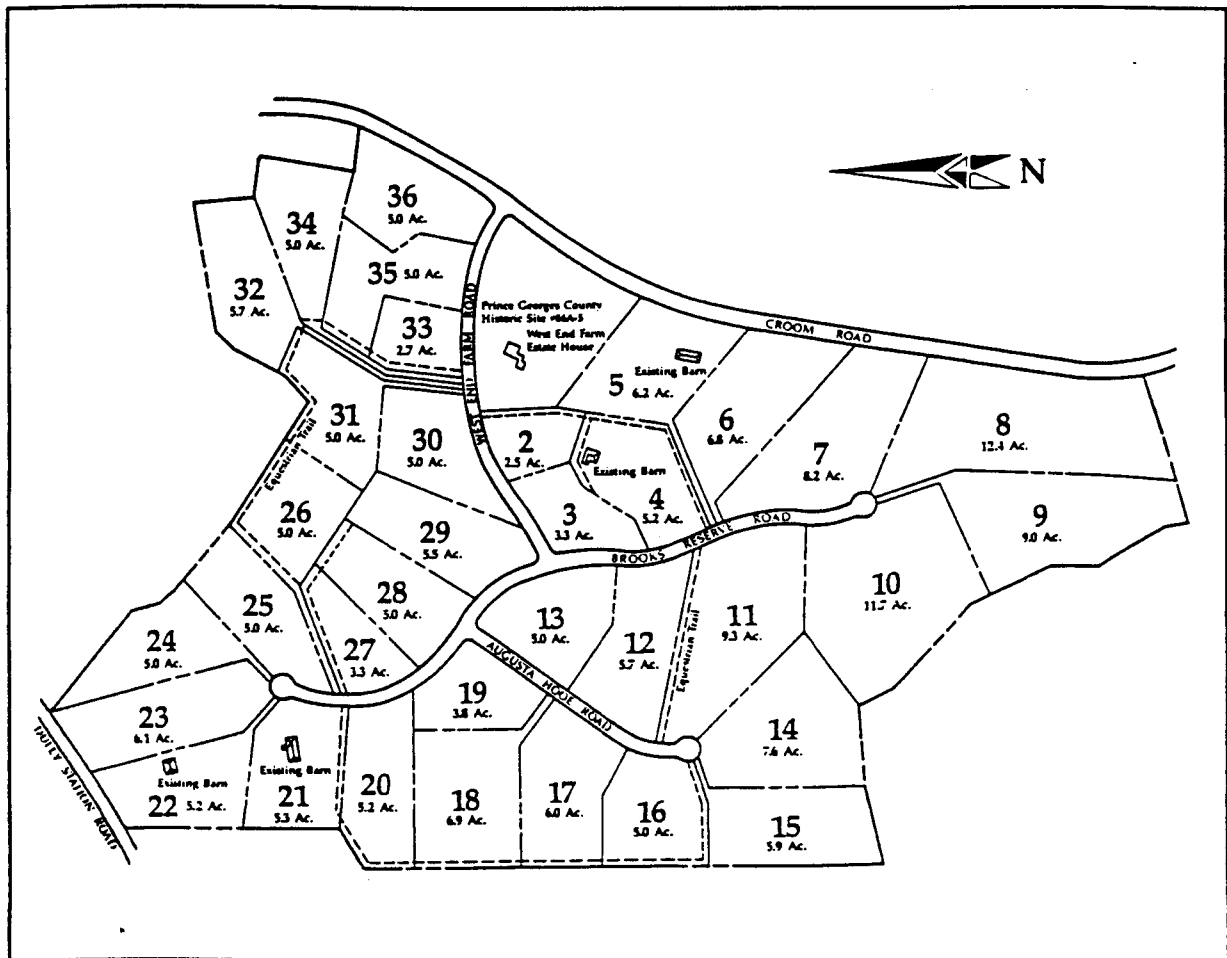 N
36
5.0 Ac.
34
5.0 Ac.
35 5.0 Ac.
32
5.7 Ac.
33
2.7 Ac.
WEST END FARM ROAD
Prince Georges County
Historic Site
West End Farm
Estate House
CROOM ROAD
Existing Barn
5
6.2 Ac.
6
6.8 Ac.
7
8.2 Ac.
8
12.4 Ac.
9
9.0 Ac.
31
5.0 Ac.
30
5.0 Ac.
2
2.5 Ac.
Existing Barn
4
5.2 Ac.
3
3.3 Ac.
Equestrian Trail
26
5.0 Ac.
29
5.5 Ac.
BROOKS RESERVE ROAD
28
5.0 Ac.
25
5.0 Ac.
27
3.3 Ac.
13
5.0 Ac.
12
5.7 Ac.
Equestrian Trail
11
9.3 Ac.
10
24
5.0 Ac.
AUGUSTA HOOE ROAD
19
3.8 Ac.
23
6.1 Ac.
14
7.6 Ac.
DULEY STATION ROAD
Existing Barn
22 5.2 Ac.
Existing Barn
21
5.3 Ac.
20
5.2 Ac.
18
6.9 Ac.
17
6.0 Ac.
16
5.0 Ac.
15
5.9 Ac.